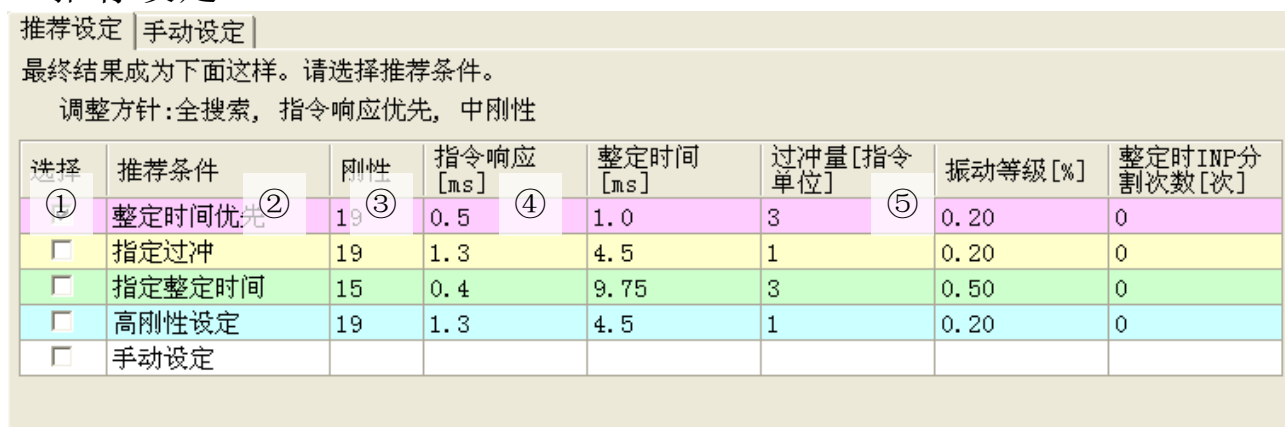 推荐设定 手动设定
最终结果成为下面这样。请选择推荐条件。
调整方针:全搜索, 指令响应优先, 中刚性
选择 推荐条件 刚性 指令响应[ms] 整定时间[ms] 过冲量[指令单位] 振动等级[%] 整定时INP分割次数[次]
① ② ③ ④ ⑤
整定时间优先 19 0.5 1.0 3 0.20 0
指定过冲 19 1.3 4.5 1 0.20 0
指定整定时间 15 0.4 9.75 3 0.50 0
高刚性设定 19 1.3 4.5 1 0.20 0
手动设定